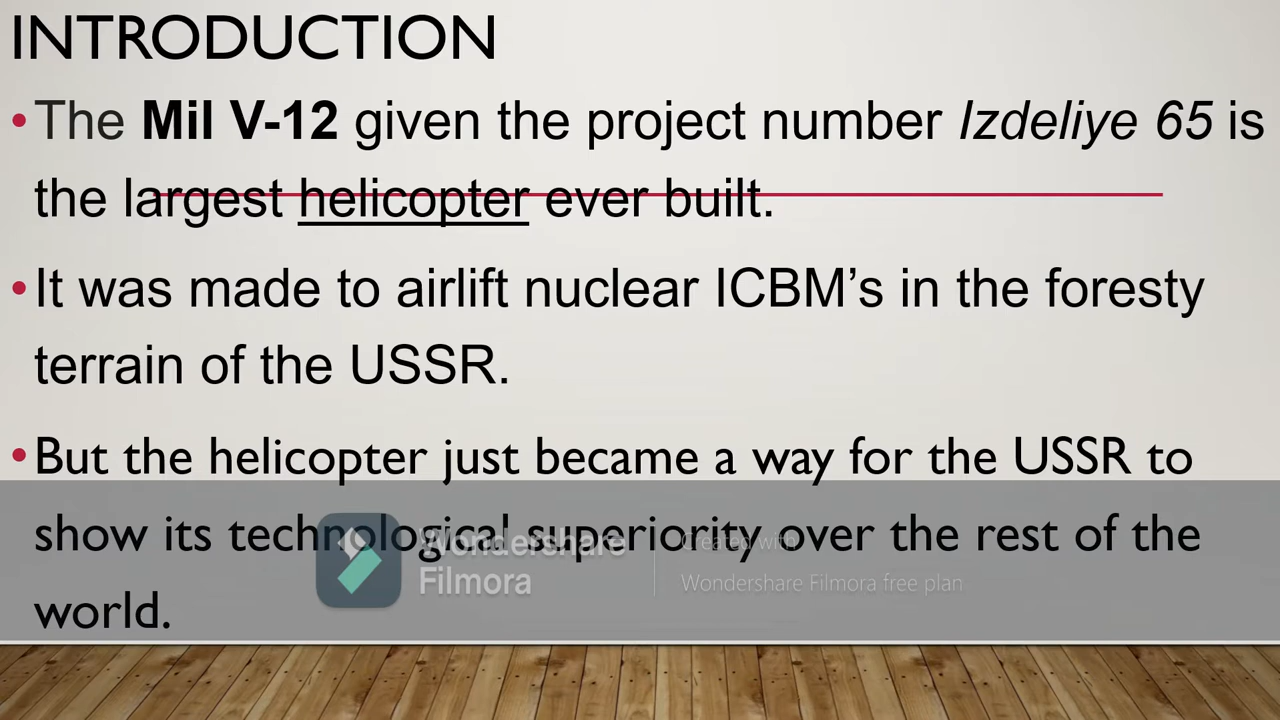 INTRODUCTION
•The Mil V-12 given the project number Izdeliye 65 is
the largest helicopter ever built.
•It was made to airlift nuclear ICBM’s in the foresty
terrain of the USSR.
•But the helicopter just became a way for the USSR to
show its technological superiority over the rest of the
world.
Wondershare
Filmora
Created with
Wondershare Filmora free plan